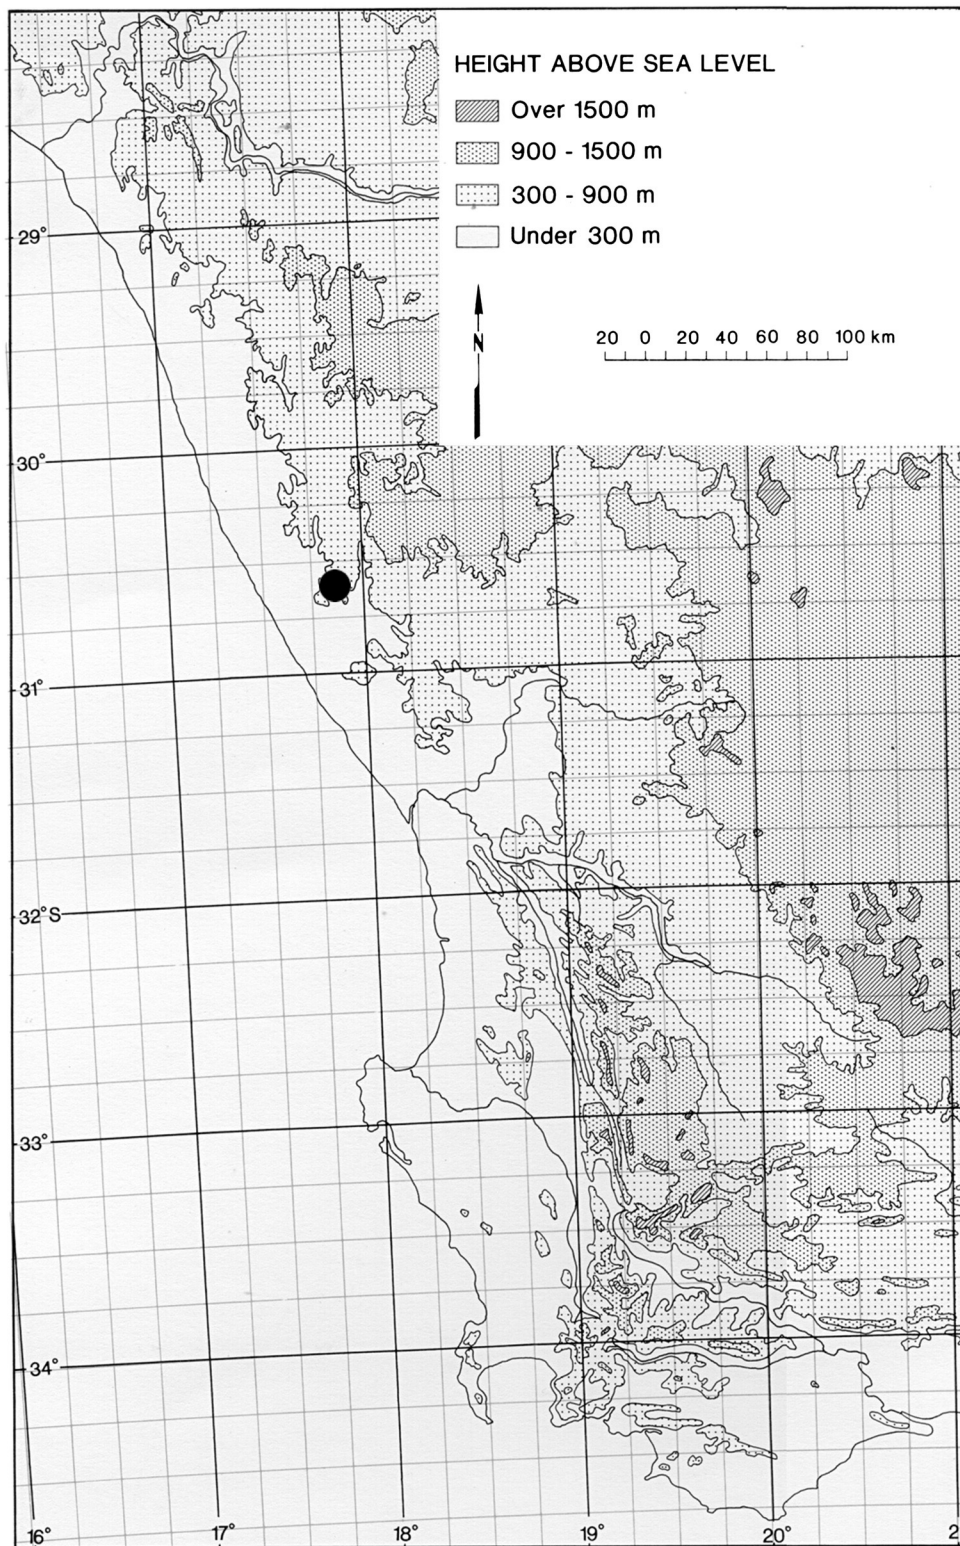 HEIGHT ABOVE SEA LEVEL
Over 1500 m
900 - 1500 m
300 - 900 m
Under 300 m
N
20 0 20 40 60 80 100 km
29°
30°
31°
32°S
33°
34°
16° 17° 18° 19° 20° 2